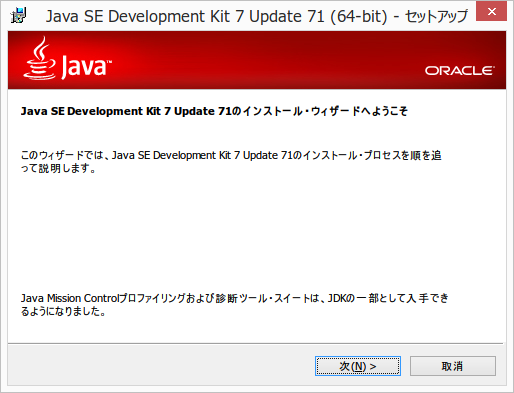 Java SE Development Kit 7 Update 71 (64-bit) - セットアップ
Java™
ORACLE®
Java SE Development Kit 7 Update 71のインストール・ウィザードへようこそ
このウィザードでは、Java SE Development Kit 7 Update 71のインストール・プロセスを順を追
って説明します。
Java Mission Controlプロファイリングおよび診断ツール・スイートは、JDKの一部として入手でき
るようになりました。
次(N) >
取消